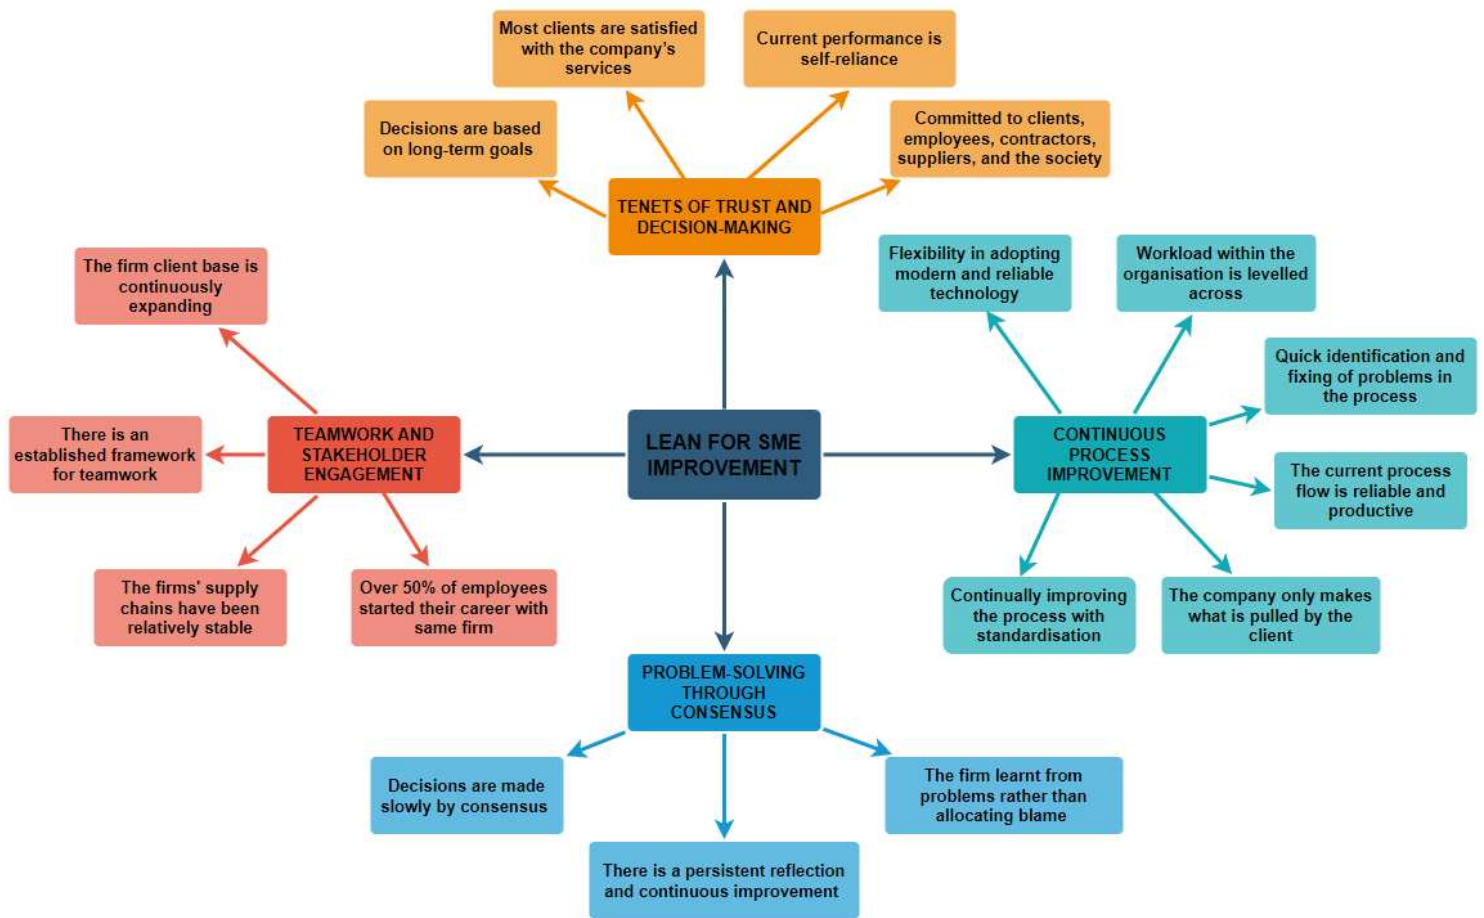 Most clients are satisfied
with the company's
services
Current performance is
self-reliance
Decisions are based
on long-term goals
Committed to clients,
employees, contractors,
suppliers, and the society
TENETS OF TRUST AND
DECISION-MAKING
The firm client base is
continuously
expanding
Flexibility in adopting
modern and reliable
technology
Workload within the
organisation is levelled
across
Quick identification and
fixing of problems in
the process
There is an
established framework
for teamwork
TEAMWORK AND
STAKEHOLDER
ENGAGEMENT
LEAN FOR SME
IMPROVEMENT
CONTINUOUS
PROCESS
IMPROVEMENT
The current process
flow is reliable and
productive
The firms' supply
chains have been
relatively stable
Over 50% of employees
started their career with
same firm
Continually improving
the process with
standardisation
The company only makes
what is pulled by the
client
PROBLEM-SOLVING
THROUGH
CONSENSUS
Decisions are made
slowly by consensus
The firm learnt from
problems rather than
allocating blame
There is a persistent reflection
and continuous improvement